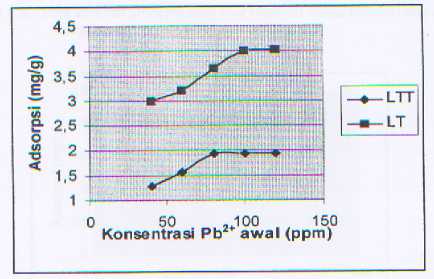 4,5
4
3,5
3
2,5
2
1,5
1
Adsorpsi (mg/g)
0 50 100 150
Konsentrasi Pb²⁺ awal (ppm)
LTT
LT